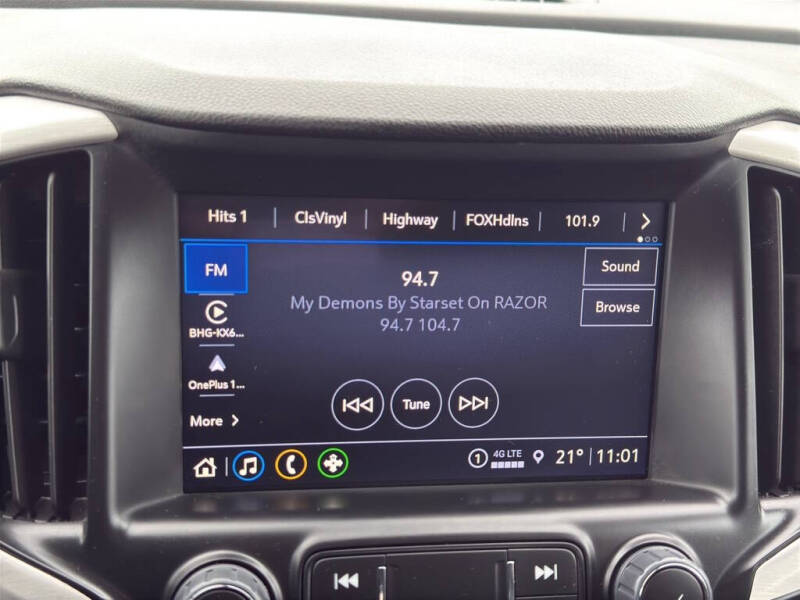 Hits 1 ClsVinyl Highway FOXHdlns 101.9
FM
94.7
Sound
My Demons By Starset On RAZOR
94.7 104.7
Browse
BHG-KX6...
OnePlus 1...
More
Tune
1 4G LTE 21° 11:01